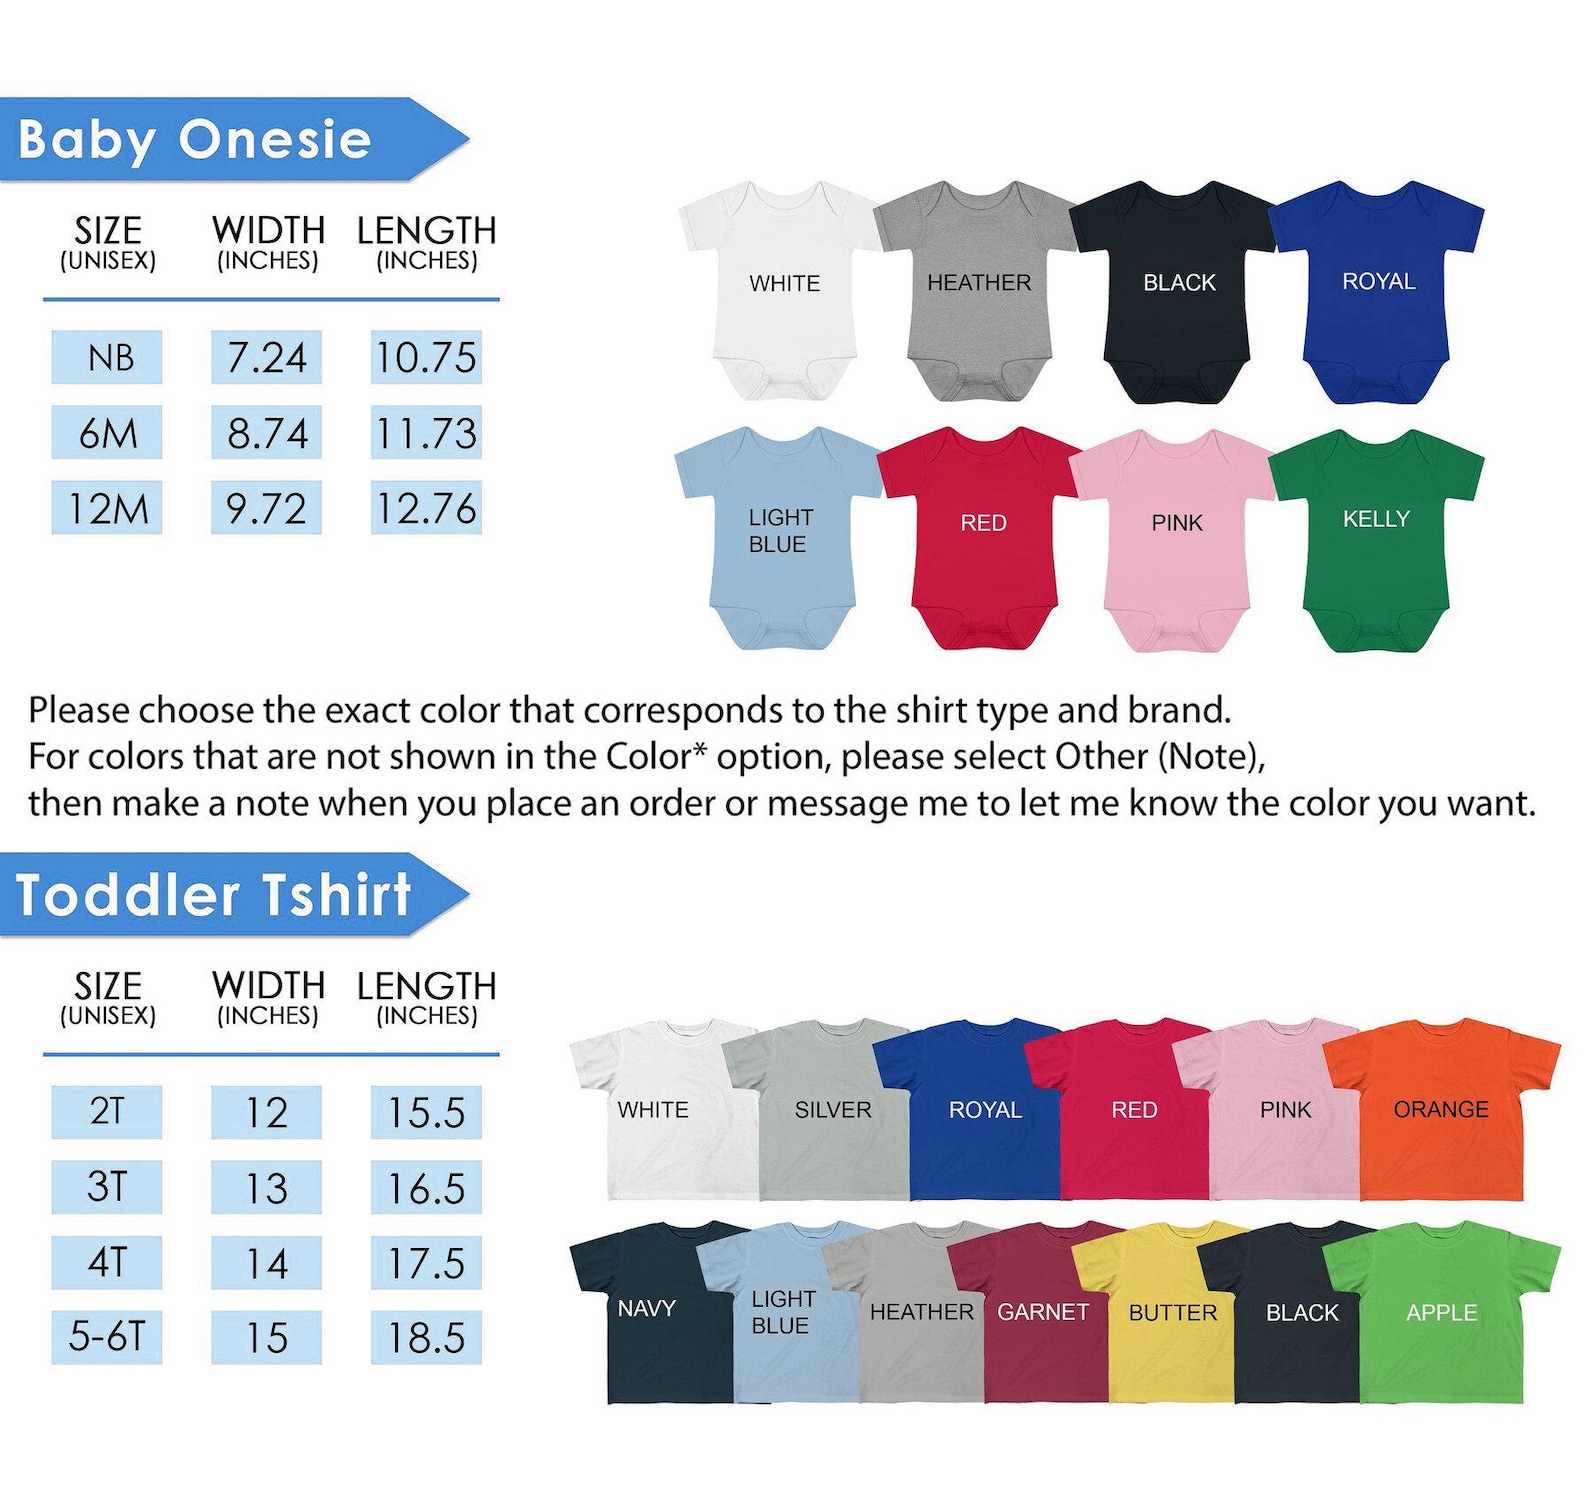 Baby Onesie
SIZE WIDTH LENGTH
(UNISEX) (INCHES) (INCHES)
NB 7.24 10.75
6M 8.74 11.73
12M 9.72 12.76
WHITE HEATHER BLACK ROYAL
LIGHT
BLUE
RED PINK KELLY
Please choose the exact color that corresponds to the shirt type and brand.
For colors that are not shown in the Color* option, please select Other (Note),
then make a note when you place an order or message me to let me know the color you want.
Toddler Tshirt
SIZE WIDTH LENGTH
(UNISEX) (INCHES) (INCHES)
2T 12 15.5
3T 13 16.5
4T 14 17.5
5-6T 15 18.5
WHITE SILVER ROYAL RED PINK ORANGE
NAVY
LIGHT
BLUE
HEATHER GARNET BUTTER BLACK APPLE